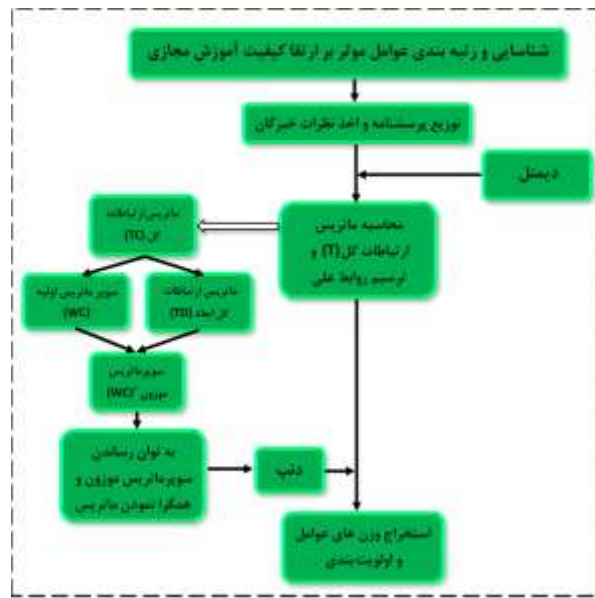 شناسایی و رتبه بندی عوامل موثر بر ارتقا کیفیت آموزش مجازی
توزیع پرسشنامه و اخذ نظرات خبرگان
دیمتل
محاسبه ماتریس
ارتباطات کل(T) و
ترسیم روابط علی
ماتریس ارتباطات
کل (TC)
ماتریس ارتباطات
کل ابعاد (TD)
سوپر ماتریس اولیه
(WC)
سوپرماتریس
موزون (WC)
به توان رساندن
سوپرماتریس موزون و
همگرا نمودن ماتریس
دنپ
استخراج وزن های عوامل
و اولویت‌بندی